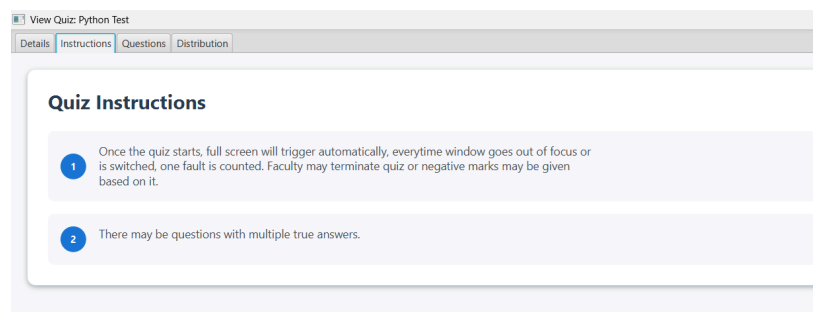 View Quiz: Python Test
Details Instructions Questions Distribution
Quiz Instructions
1 Once the quiz starts, full screen will trigger automatically, everytime window goes out of focus or
is switched, one fault is counted. Faculty may terminate quiz or negative marks may be given
based on it.
2 There may be questions with multiple true answers.